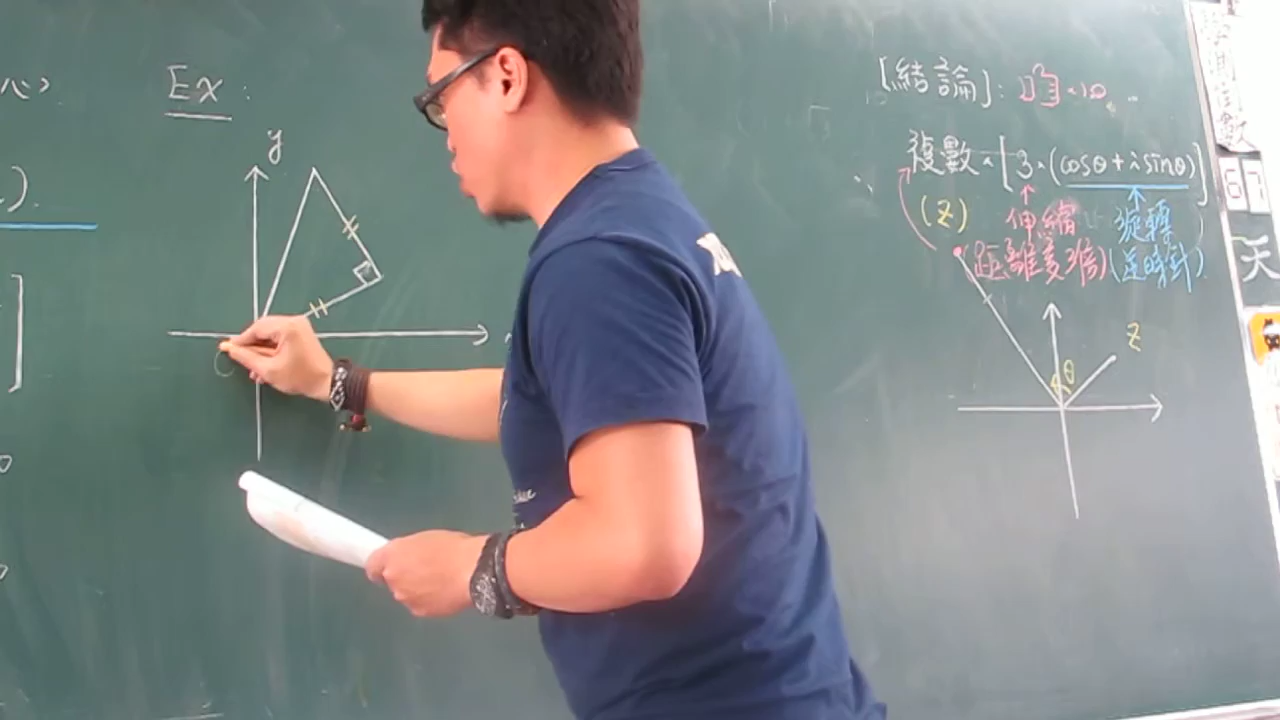 心>
Ex :
).
y
[結論]:
複數 × [3 · (cosθ + i sinθ)]
(Z) 伸縮 旋轉
距離變3倍) (逆時針)
Z
θ
O
67
天